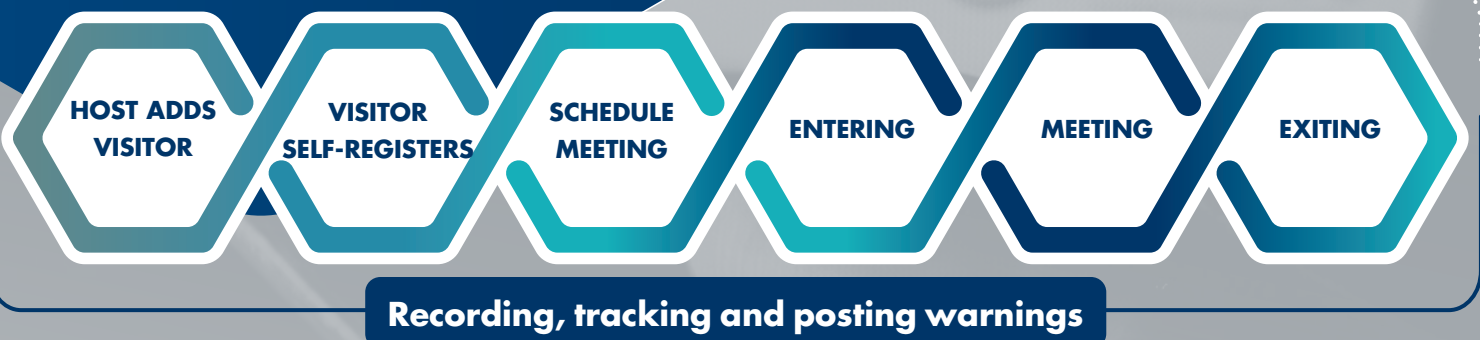 HOST ADDS
VISITOR
VISITOR
SELF-REGISTERS
SCHEDULE
MEETING
ENTERING
MEETING
EXITING
Recording, tracking and posting warnings